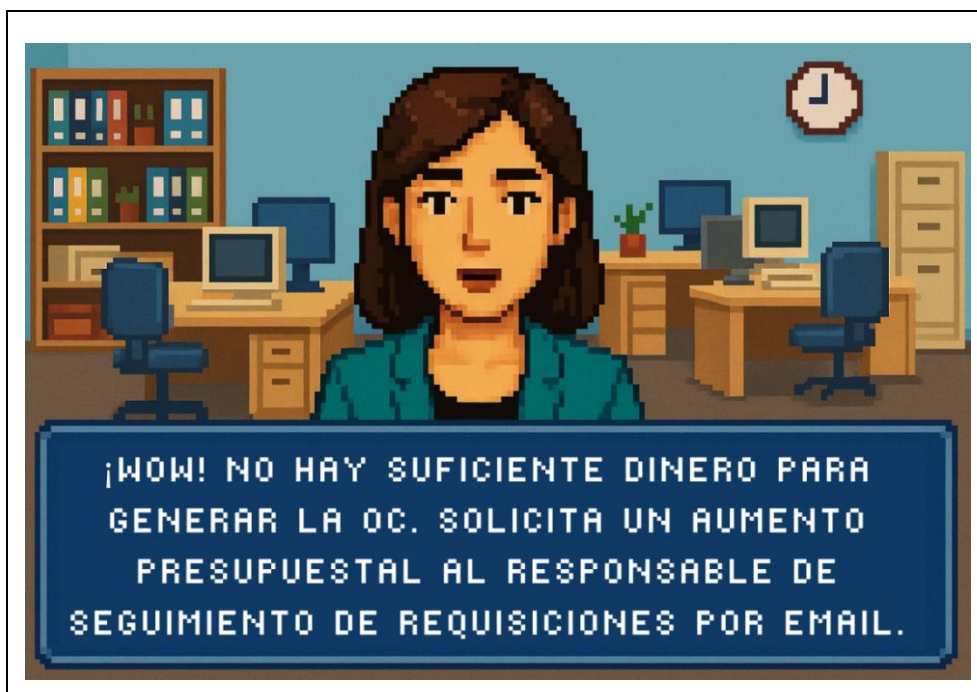 ¡WOW! NO HAY SUFICIENTE DINERO PARA
GENERAR LA OC. SOLICITA UN AUMENTO
PRESUPUESTAL AL RESPONSABLE DE
SEGUIMIENTO DE REQUISICIONES POR EMAIL.